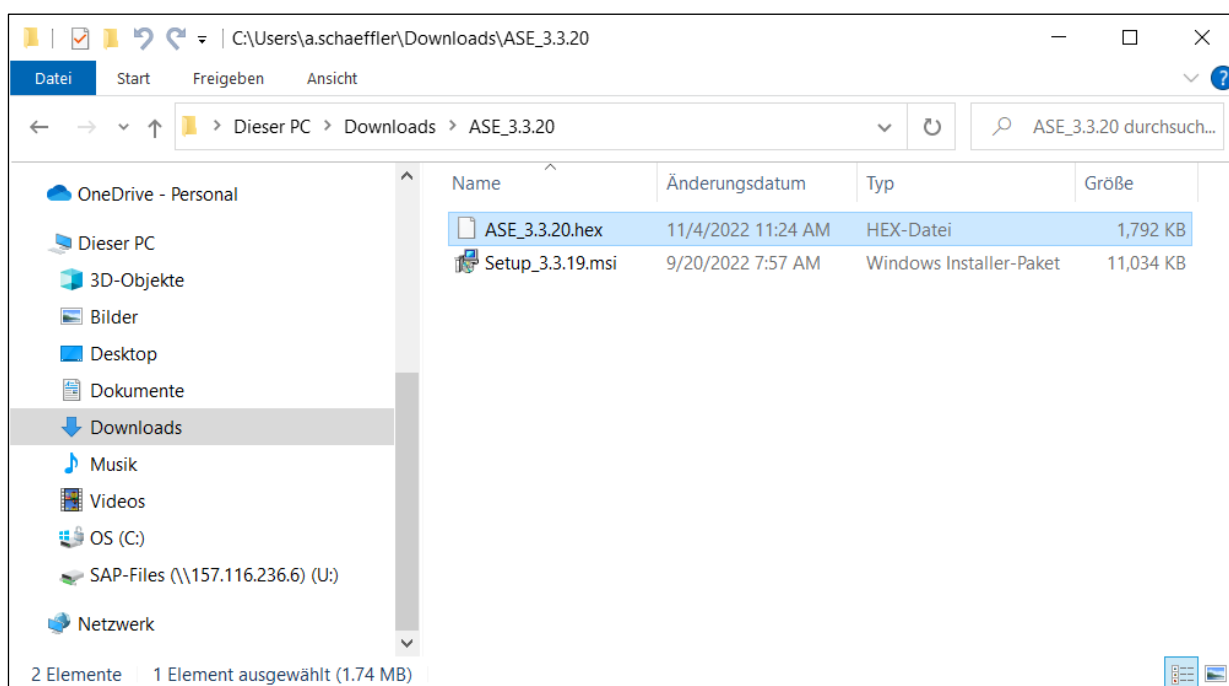 C:\Users\a.schaeffler\Downloads\ASE_3.3.20
Datei Start Freigeben Ansicht ?
Dieser PC > Downloads > ASE_3.3.20 ASE_3.3.20 durchsuch...
OneDrive - Personal
Dieser PC
3D-Objekte
Bilder
Desktop
Dokumente
Downloads
Musik
Videos
OS (C:)
SAP-Files (\\157.116.236.6) (U:)
Netzwerk
Name Änderungsdatum Typ Größe
ASE_3.3.20.hex 11/4/2022 11:24 AM HEX-Datei 1,792 KB
Setup_3.3.19.msi 9/20/2022 7:57 AM Windows Installer-Paket 11,034 KB
2 Elemente 1 Element ausgewählt (1.74 MB)